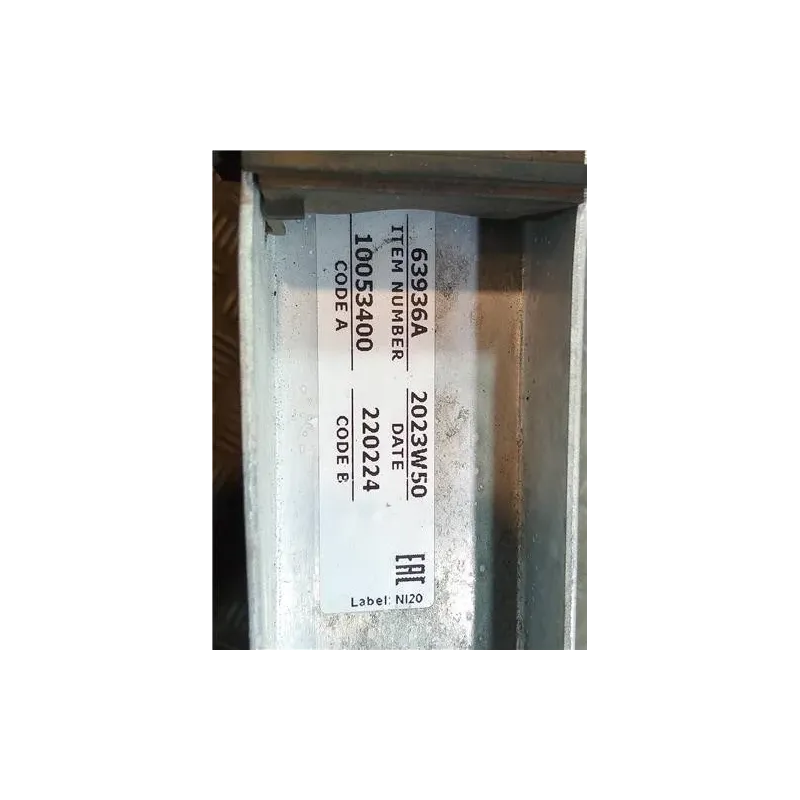 63936A 2023W50
ITEM NUMBER DATE
10053400 220224
CODE A CODE B
EAC
Label: NI20